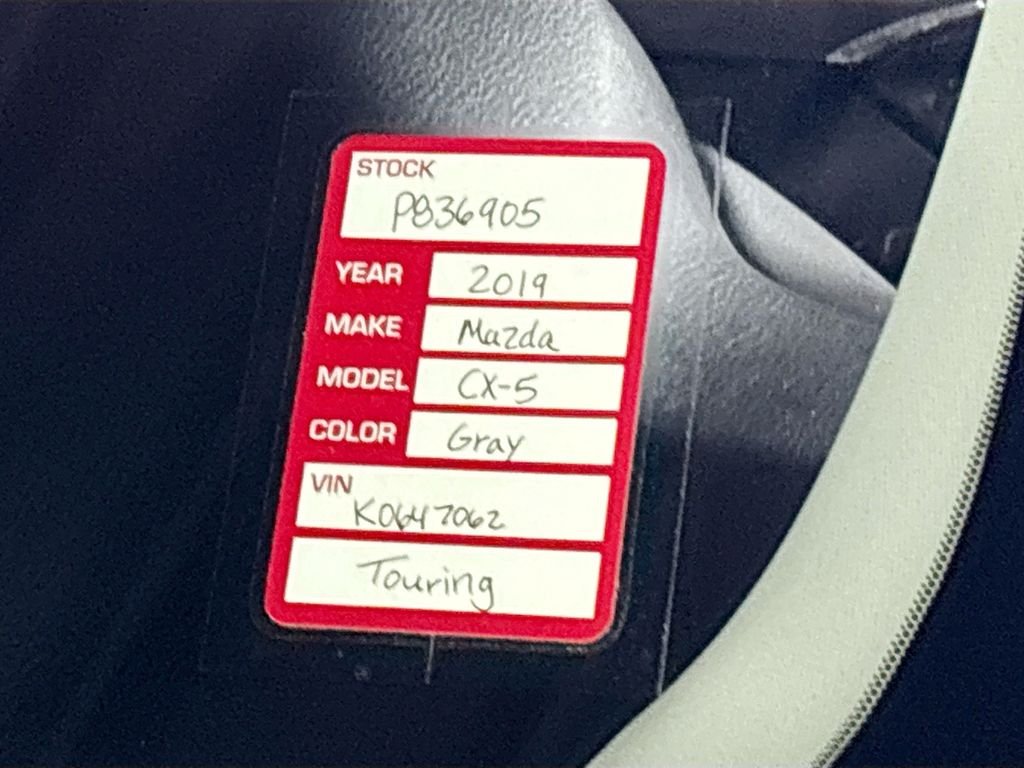 STOCK
P836905
YEAR 2019
MAKE Mazda
MODEL CX-5
COLOR Gray
VIN
K0647062
Touring